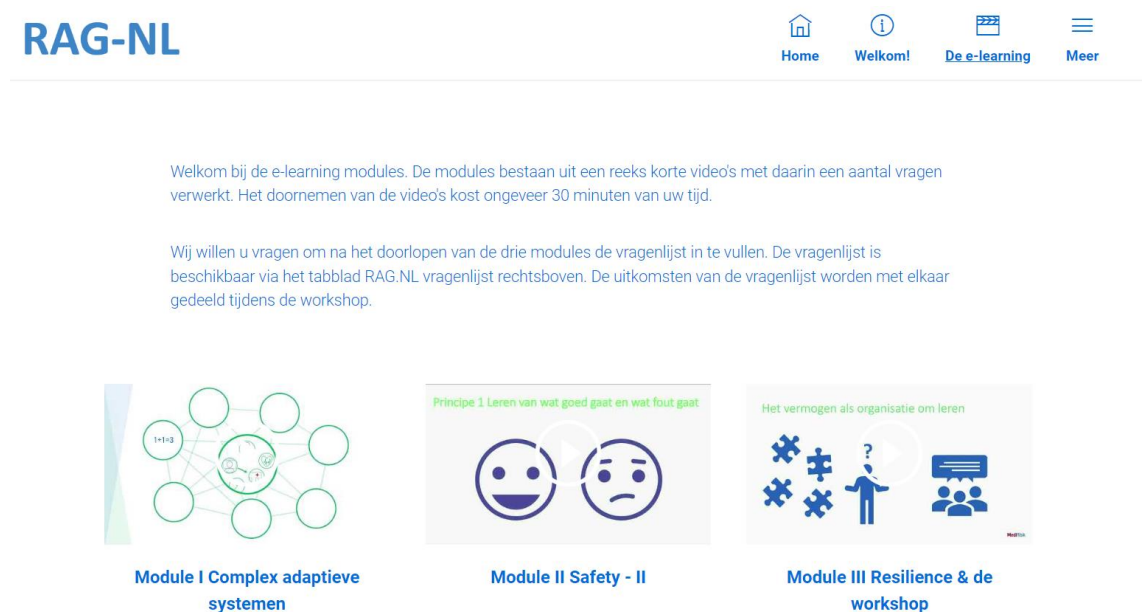 RAG-NL
Home
Welkom!
De e-learning
Meer
Welkom bij de e-learning modules. De modules bestaan uit een reeks korte video's met daarin een aantal vragen
verwerkt. Het doornemen van de video's kost ongeveer 30 minuten van uw tijd.
Wij willen u vragen om na het doorlopen van de drie modules de vragenlijst in te vullen. De vragenlijst is
beschikbaar via het tabblad RAG.NL vragenlijst rechtsboven. De uitkomsten van de vragenlijst worden met elkaar
gedeeld tijdens de workshop.
1+1=3
Principe 1 Leren van wat goed gaat en wat fout gaat
Het vermogen als organisatie om leren
?
MediRisk
Module I Complex adaptieve
systemen
Module II Safety - II
Module III Resilience & de
workshop